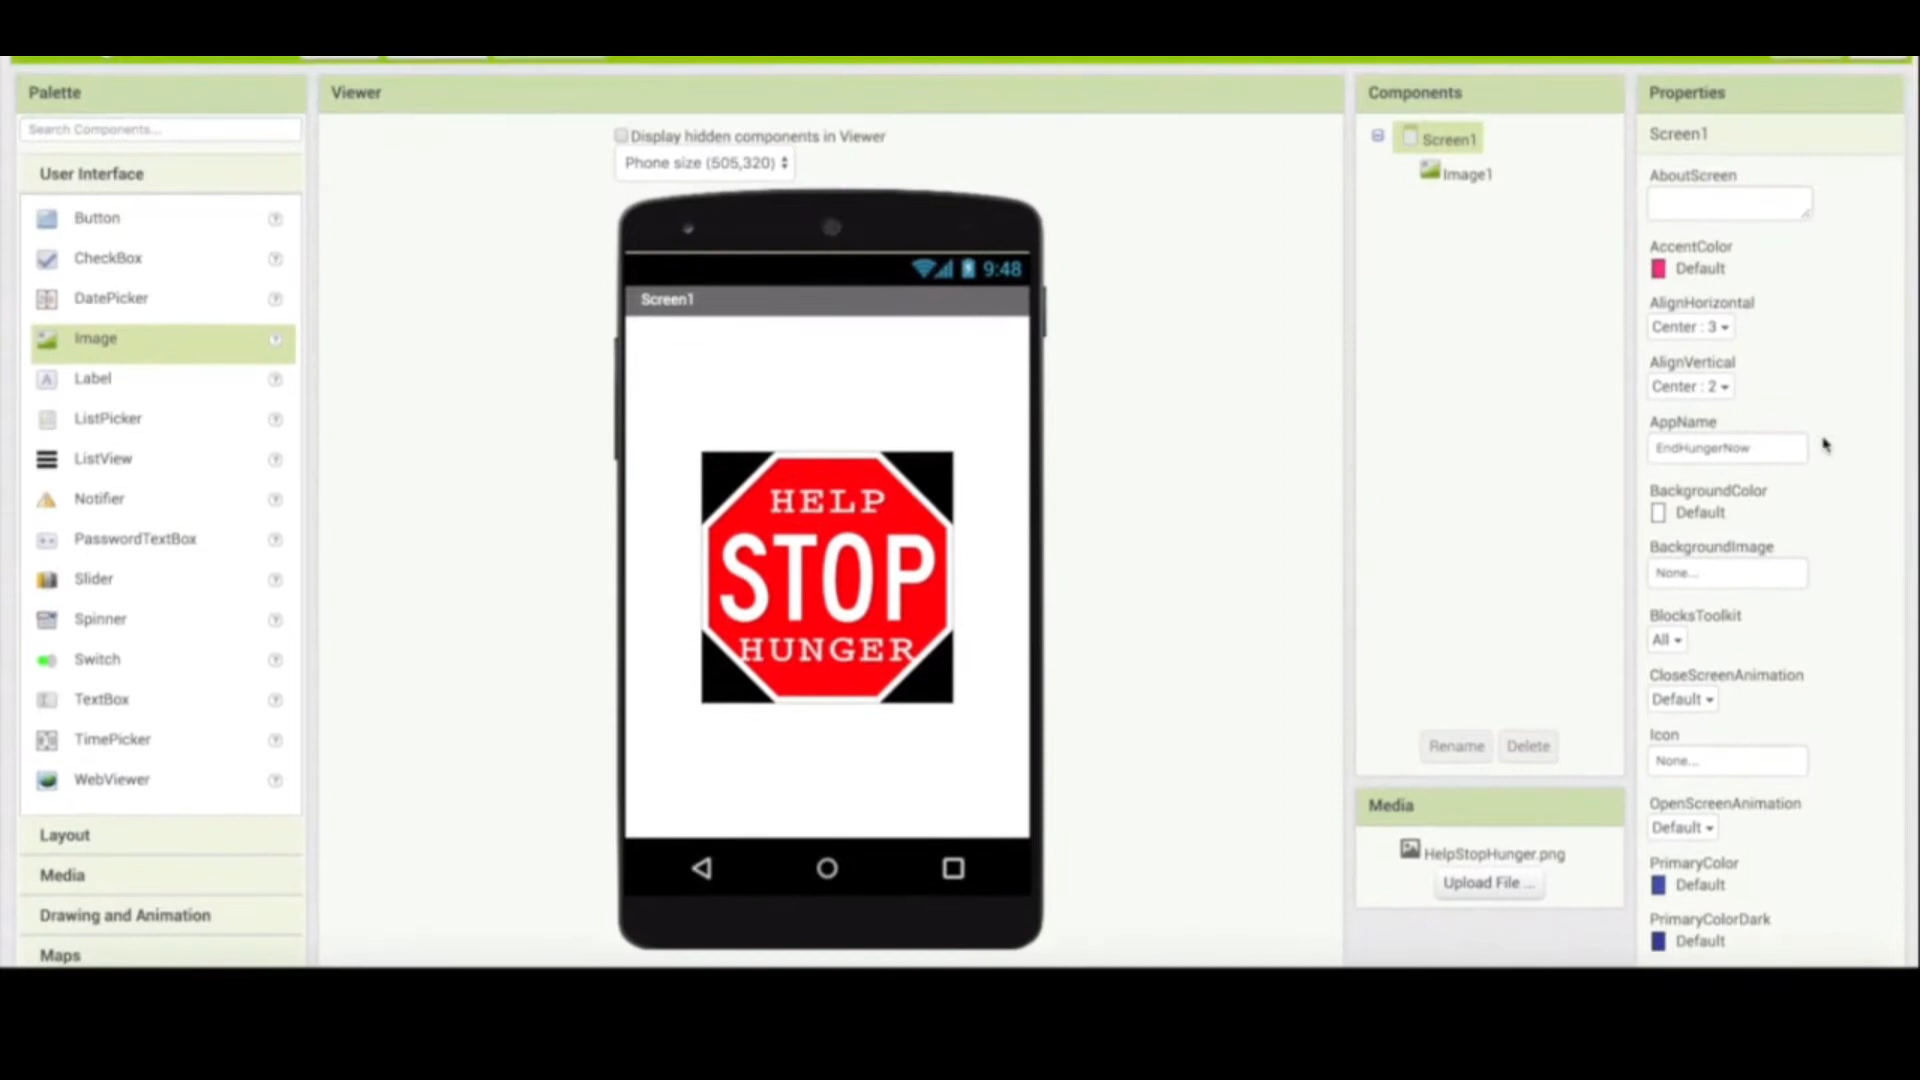 Palette
Search Components...
User Interface
Button
CheckBox
DatePicker
Image
Label
ListPicker
ListView
Notifier
PasswordTextBox
Slider
Spinner
Switch
TextBox
TimePicker
WebViewer
Layout
Media
Drawing and Animation
Maps
Viewer
Display hidden components in Viewer
Phone size (505,320)
9:48
Screen1
HELP
STOP
HUNGER
Components
Screen1
Image1
Rename Delete
Media
HelpStopHunger.png
Upload File ...
Properties
Screen1
AboutScreen
AccentColor
Default
AlignHorizontal
Center : 3
AlignVertical
Center : 2
AppName
EndHungerNow
BackgroundColor
Default
BackgroundImage
None...
BlocksToolkit
All
CloseScreenAnimation
Default
Icon
None...
OpenScreenAnimation
Default
PrimaryColor
Default
PrimaryColorDark
Default